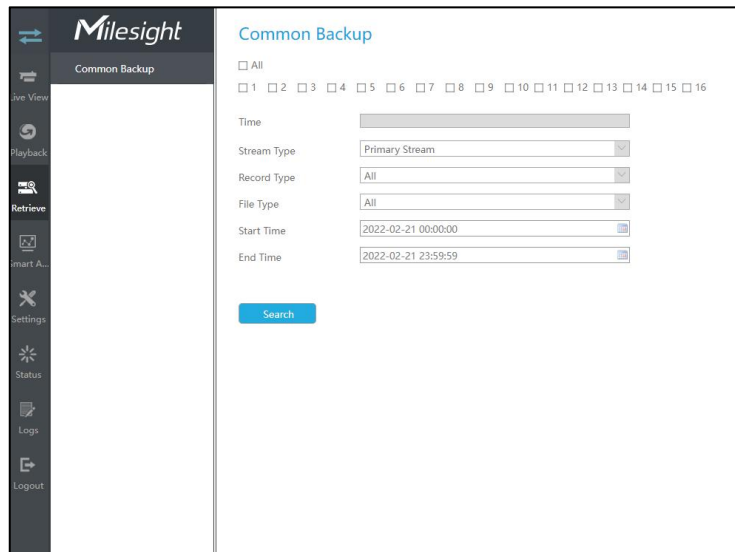 Milesight
Common Backup
Live View
Playback
Retrieve
Smart A...
Settings
Status
Logs
Logout
Common Backup
All
1 2 3 4 5 6 7 8 9 10 11 12 13 14 15 16
Time
Stream Type Primary Stream
Record Type All
File Type All
Start Time 2022-02-21 00:00:00
End Time 2022-02-21 23:59:59
Search